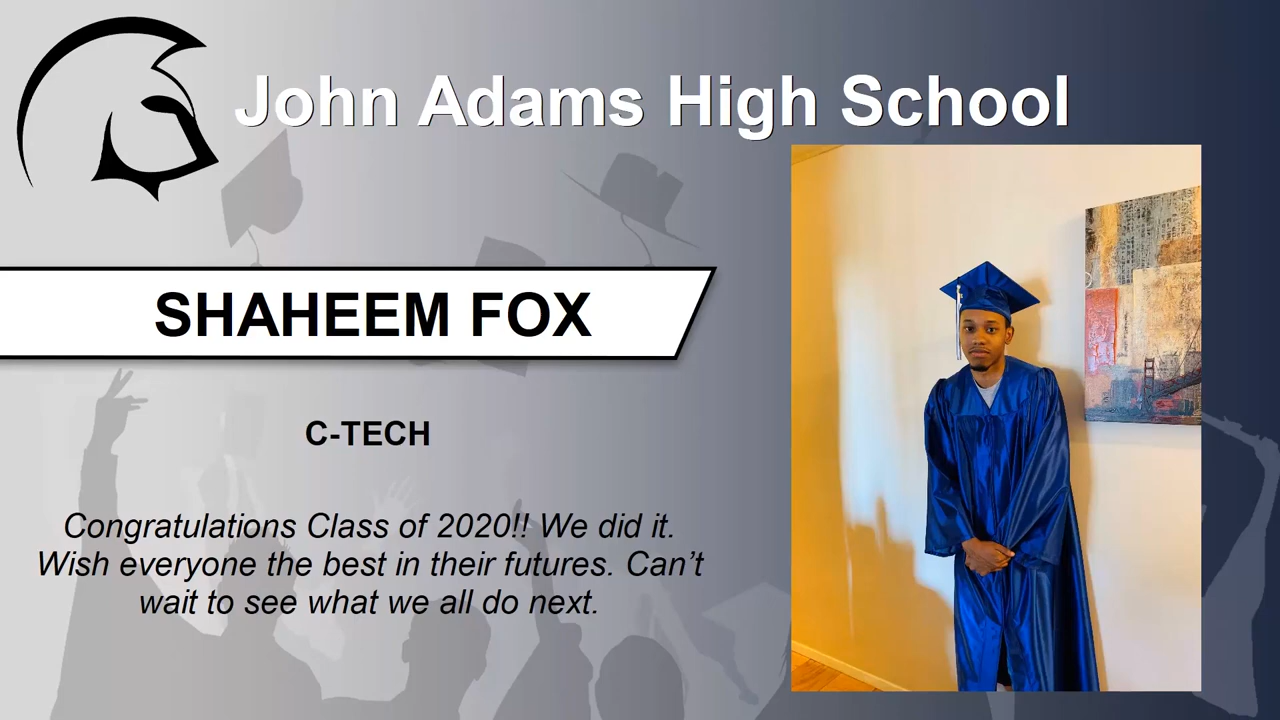 John Adams High School
SHAHEEM FOX
C-TECH
Congratulations Class of 2020!! We did it.
Wish everyone the best in their futures. Can’t
wait to see what we all do next.